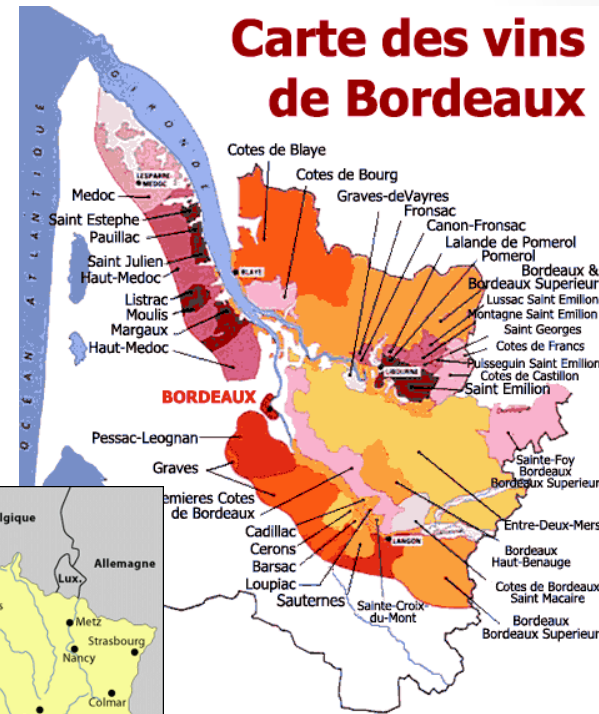 Carte des vins
de Bordeaux
GIRONDE
OCÉAN ATLANTIQUE
Cotes de Blaye
Cotes de Bourg
Graves-deVayres
Fronsac
Canon-Fronsac
Lalande de Pomerol
Pomerol
Bordeaux &
Bordeaux Superieur
Lussac Saint Emilion
Montagne Saint Emilion
Saint Georges
Cotes de Francs
Puisseguin Saint Emilion
Cotes de Castillon
Saint Emilion
LESPARRE-
MEDOC
Medoc
Saint Estephe
Pauillac
Saint Julien
Haut-Medoc
Listrac
Moulis
Margaux
Haut-Medoc
BLAYE
LIBOURNE
BORDEAUX
Pessac-Leognan
Graves
emieres Cotes
de Bordeaux
Cadillac
Cerons
Barsac
Loupiac
Sauternes
Sainte-Croix-
du-Mont
LANGON
Sainte-Foy
Bordeaux
Bordeaux Superieur
Entre-Deux-Mers
Bordeaux
Haut-Benauge
Cotes de Bordeaux
Saint Macaire
Bordeaux
Bordeaux Superieur
lgique
Lux.
Allemagne
s
Metz
Strasbourg
Nancy
Colmar